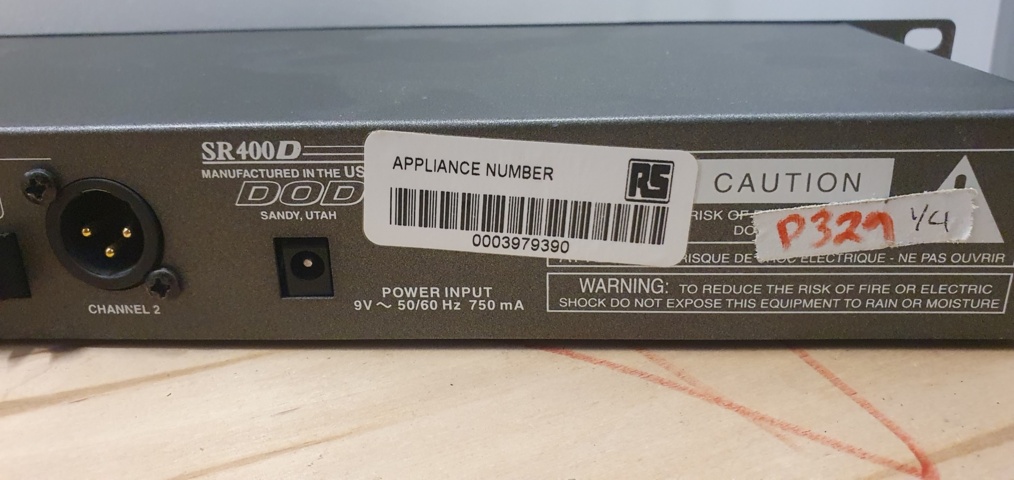 SR400D
MANUFACTURED IN THE US
DOD
SANDY, UTAH
CHANNEL 2
POWER INPUT
9V ~ 50/60 Hz 750 mA
APPLIANCE NUMBER
RS
0003979390
CAUTION
RISK OF
DO
P329 1/4
RISQUE DE CHOC ELECTRIQUE - NE PAS OUVRIR
WARNING: TO REDUCE THE RISK OF FIRE OR ELECTRIC
SHOCK DO NOT EXPOSE THIS EQUIPMENT TO RAIN OR MOISTURE